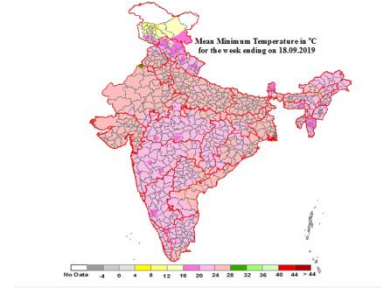 Mean Minimum Temperature in °C
for the week ending on 18.09.2019
No Data -4 0 4 8 12 16 20 24 28 32 36 40 44 > 44